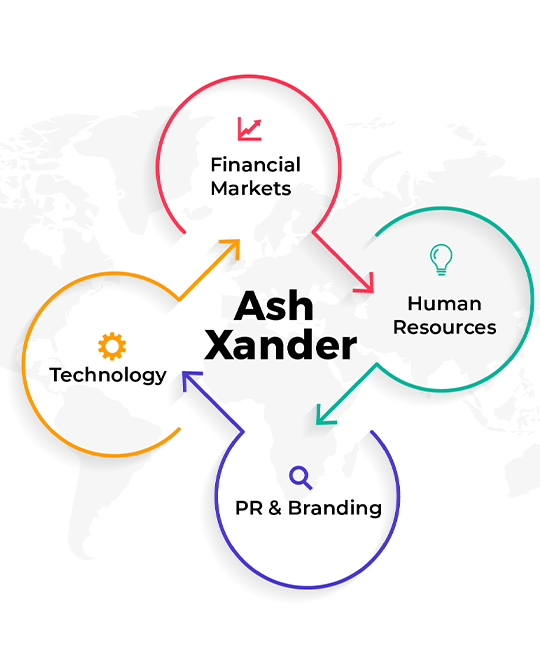 Financial
Markets
Human
Resources
Ash
Xander
Technology
PR & Branding